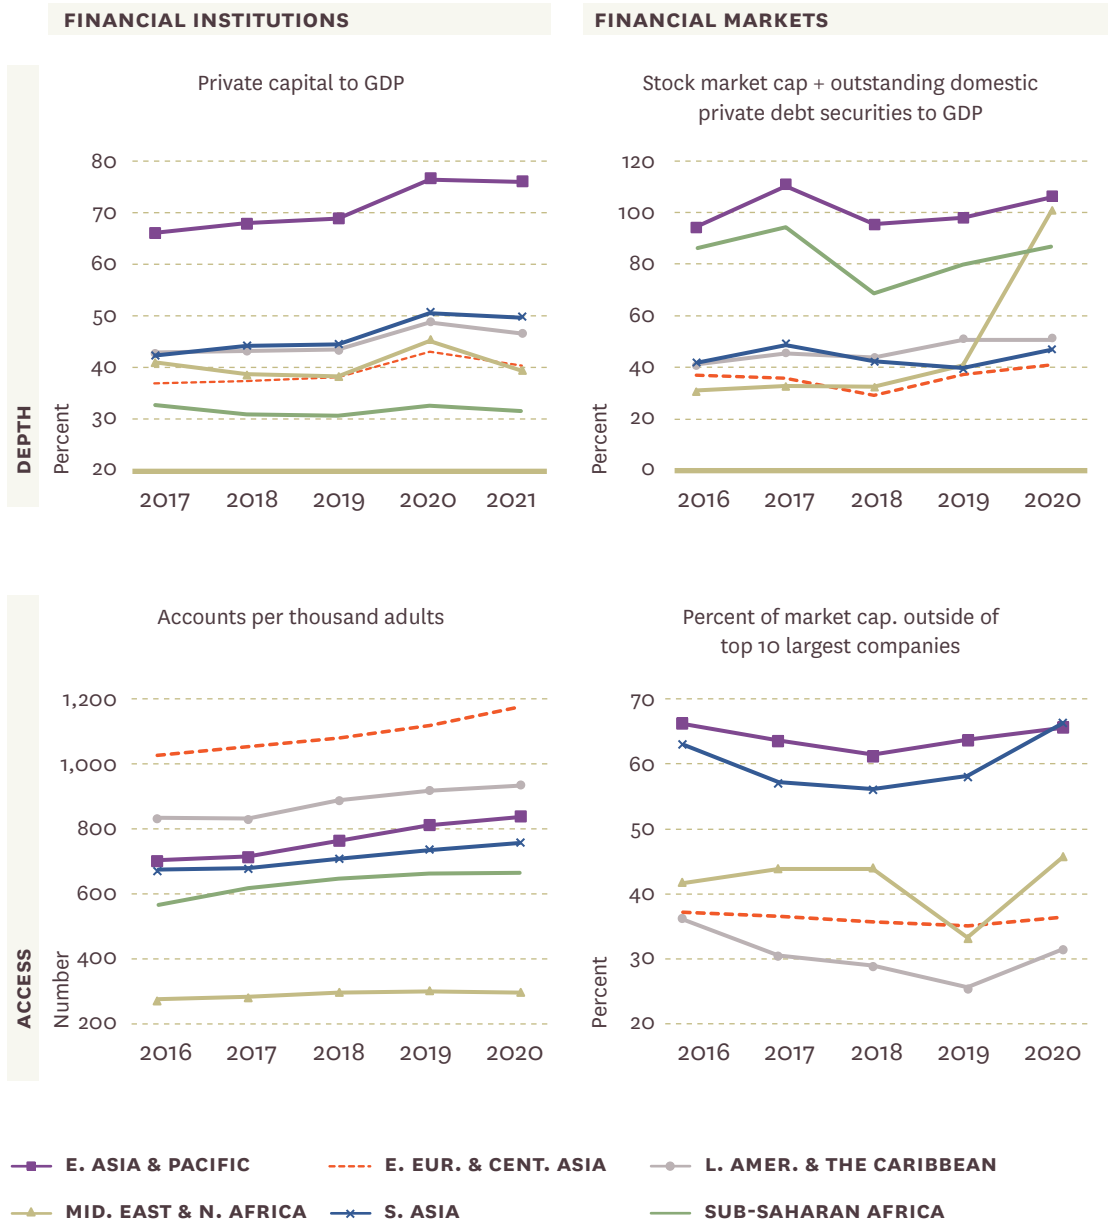 FINANCIAL INSTITUTIONS
FINANCIAL MARKETS
DEPTH
Private capital to GDP
80
70
60
50
40
30
20
Percent
2017 2018 2019 2020 2021
Stock market cap + outstanding domestic
private debt securities to GDP
120
100
80
60
40
20
0
Percent
2016 2017 2018 2019 2020
ACCESS
Accounts per thousand adults
1,200
1,000
800
600
400
200
Number
2016 2017 2018 2019 2020
Percent of market cap. outside of
top 10 largest companies
70
60
50
40
30
20
Percent
2016 2017 2018 2019 2020
E. ASIA & PACIFIC
E. EUR. & CENT. ASIA
L. AMER. & THE CARIBBEAN
MID. EAST & N. AFRICA
S. ASIA
SUB-SAHARAN AFRICA